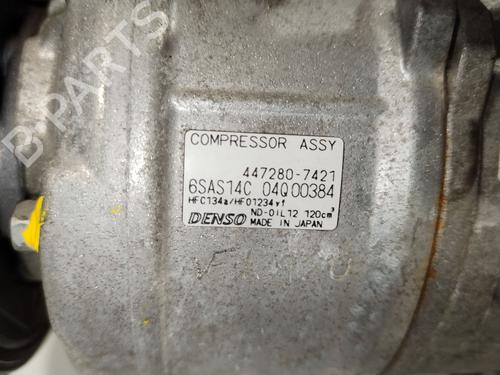 COMPRESSOR ASSY
447280-7421
6SAS14C 04Q00384
HFC134a/HFO1234yf
ND-OIL12 120cm³
DENSO MADE IN JAPAN
B-PARTS